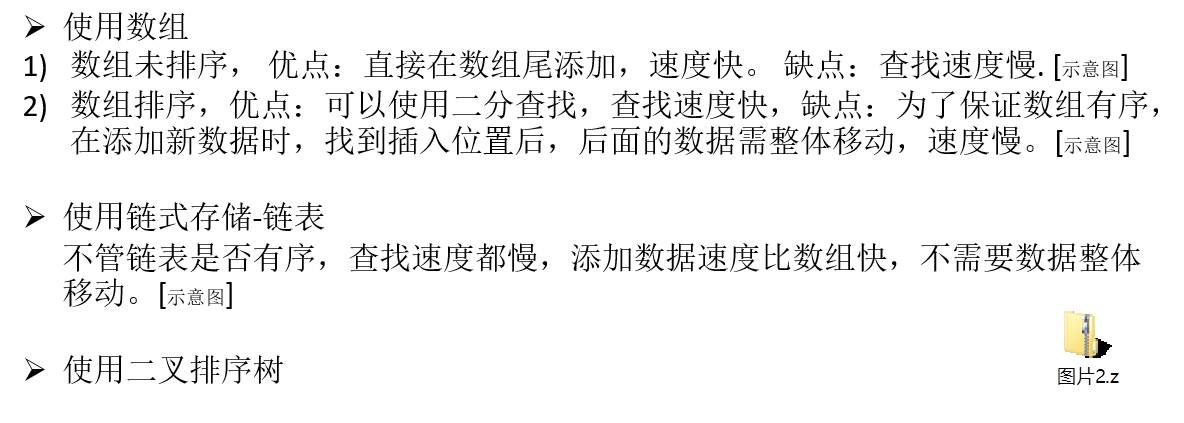 ➢ 使用数组
1) 数组未排序， 优点：直接在数组尾添加，速度快。 缺点：查找速度慢. [示意图]
2) 数组排序，优点：可以使用二分查找，查找速度快，缺点：为了保证数组有序，
在添加新数据时，找到插入位置后，后面的数据需整体移动，速度慢。[示意图]
➢ 使用链式存储-链表
不管链表是否有序，查找速度都慢，添加数据速度比数组快，不需要数据整体
移动。[示意图]
➢ 使用二叉排序树
图片2.z